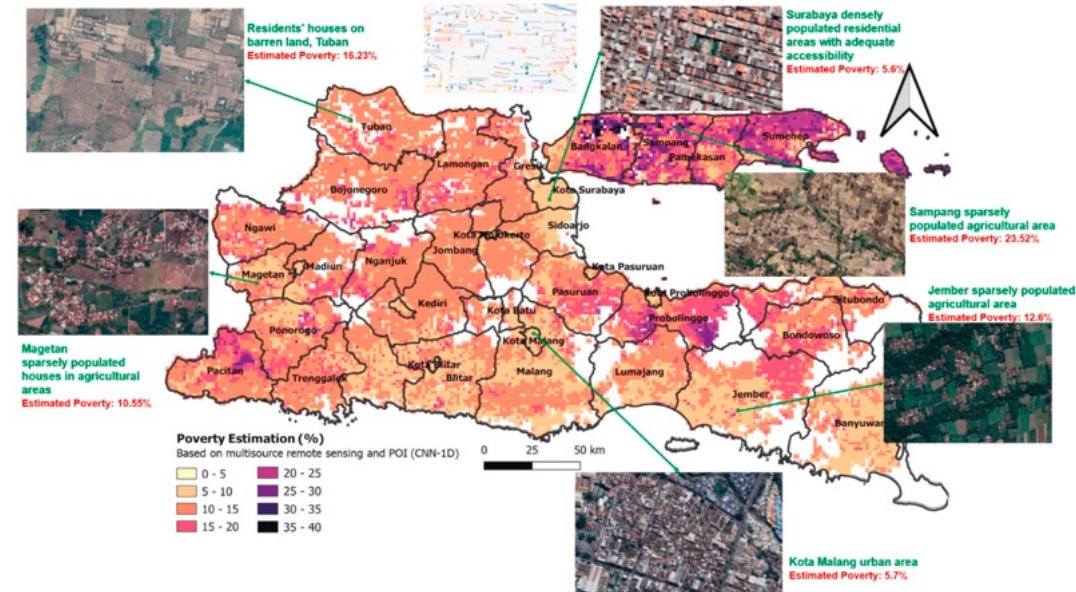 Residents' houses on
barren land, Tuban
Estimated Poverty: 16.23%
Surabaya densely
populated residential
areas with adequate
accessibility
Estimated Poverty: 5.6%
Tuban
Lamongan
Gresik
Bangkalan
Sampang
Pamekasan
Sumenep
Bojonegoro
Kota Surabaya
Sidoarjo
Ngawi
Kota Mojokerto
Jombang
Magetan
Madiun
Nganjuk
Kota Pasuruan
Pasuruan
Kota Probolinggo
Probolinggo
Situbondo
Bondowoso
Kediri
Kota Batu
Kota Malang
Ponorogo
Pacitan
Trenggalek
Kota Blitar
Blitar
Malang
Lumajang
Jember
Banyuwan
Sampang sparsely
populated agricultural area
Estimated Poverty: 23.52%
Jember sparsely populated
agricultural area
Estimated Poverty: 12.6%
Magetan
sparsely populated
houses in agricultural
areas
Estimated Poverty: 10.55%
Poverty Estimation (%)
Based on multisource remote sensing and POI (CNN-1D)
0 - 5
5 - 10
10 - 15
15 - 20
20 - 25
25 - 30
30 - 35
35 - 40
0 25 50 km
Kota Malang urban area
Estimated Poverty: 5.7%